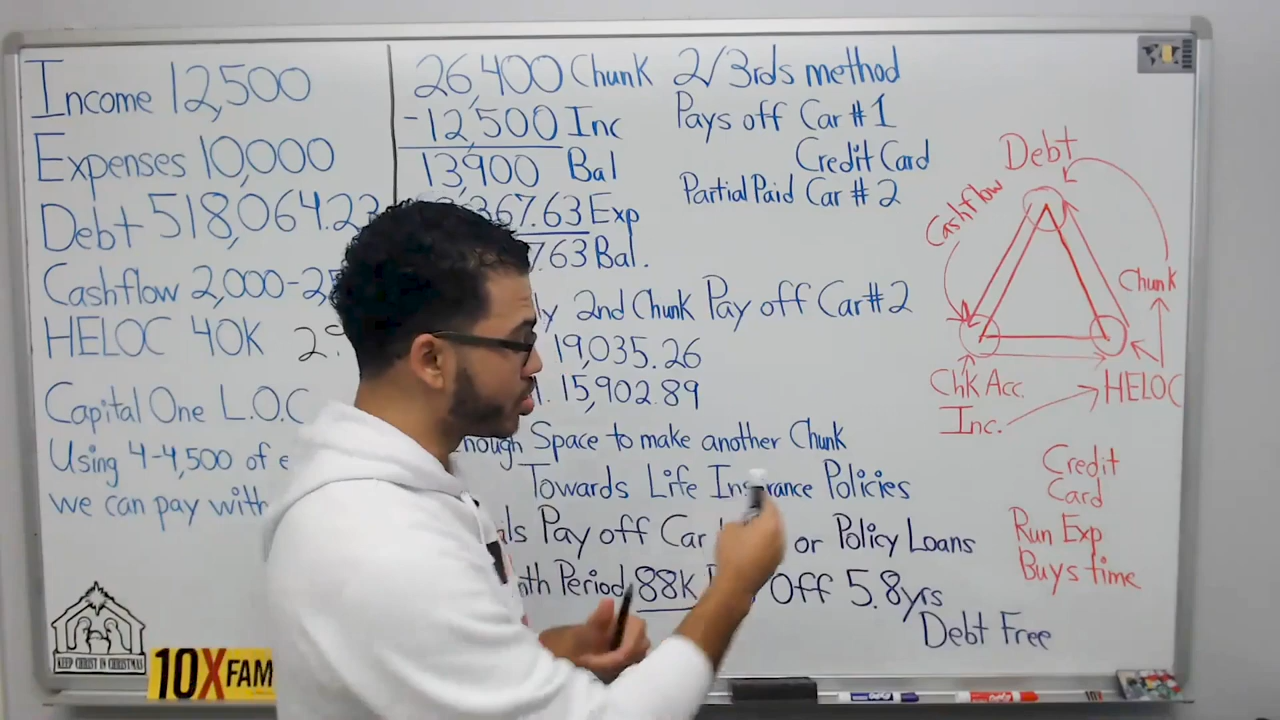 Income 12,500
Expenses 10,000
Debt 518,064.23
Cashflow 2,000-2
HELOC 40K
Capital One L.O.C
Using 4-4,500 of
we can pay with
26,400 Chunk
-12,500 Inc
13,900 Bal
367.63 Exp
7.63 Bal.
2/3rds method
Pays off Car #1
Credit Card
Partial Paid Car #2
2nd Chunk Pay off Car #2
19,035.26
15,902.89
Space to make another Chunk
Towards Life Insurance Policies
Pay off Car
or Policy Loans
Period 88K
Off 5.8yrs
Debt Free
Debt
Cashflow
Chunk
Chk Acc.
HELOC
Inc.
Credit
Card
Run Exp
Buys time
KEEP CHRIST IN CHRISTMAS
10XFAM
10X